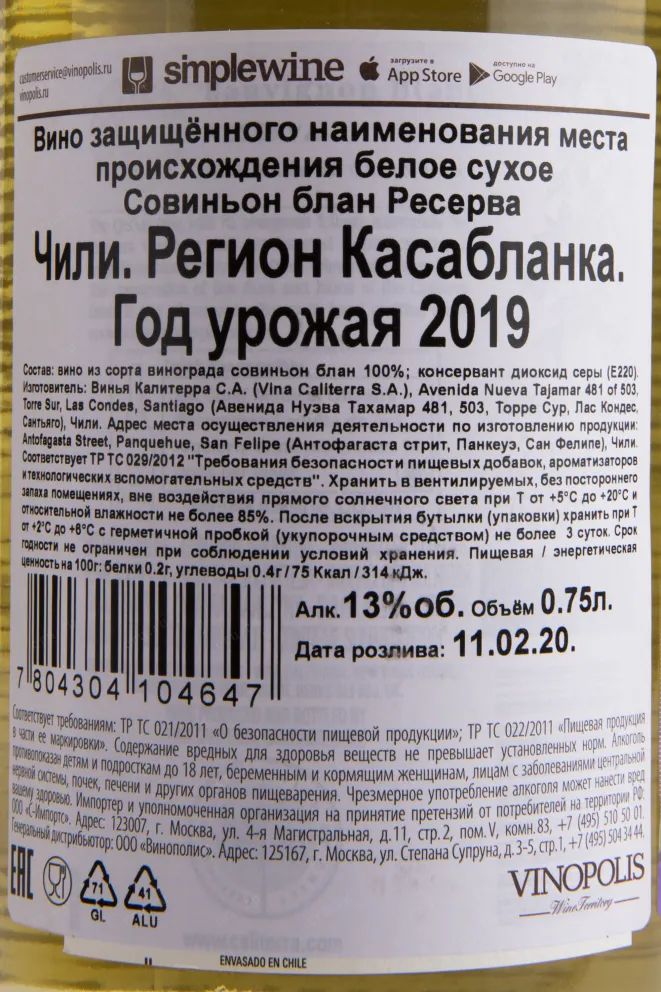 customerservice@vinopolis.ru
vinopolis.ru
simplewine
загрузите в
App Store
доступно на
Google Play
Вино защищённого наименования места
происхождения белое сухое
Совиньон блан Ресерва
Чили. Регион Касабланка.
Год урожая 2019
Состав: вино из сорта винограда совиньон блан 100%; консервант диоксид серы (Е220).
Изготовитель: Винья Калитерра С.А. (Vina Caliterra S.A.), Avenida Nueva Tajamar 481 of 503,
Torre Sur, Las Condes, Santiago (Авенида Нуэва Тахамар 481, 503, Торре Сур, Лас Кондес,
Сантьяго), Чили. Адрес места осуществления деятельности по изготовлению продукции:
Antofagasta Street, Panquehue, San Felipe (Антофагаста стрит, Панкеуэ, Сан Фелипе), Чили.
Соответствует ТР ТС 029/2012 "Требования безопасности пищевых добавок, ароматизаторов
и технологических вспомогательных средств". Хранить в вентилируемых, без постороннего
запаха помещениях, вне воздействия прямого солнечного света при Т от +5°С до +20°С и
относительной влажности не более 85%. После вскрытия бутылки (упаковки) хранить при Т
от +2°С до +6°С с герметичной пробкой (укупорочным средством) не более 3 суток. Срок
годности не ограничен при соблюдении условий хранения. Пищевая / энергетическая
ценность на 100г: белки 0.2г, углеводы 0.4г / 75 Ккал / 314 кДж.
Алк. 13%об. Объём 0.75л.
Дата розлива: 11.02.20.
7 804304 104647
Соответствует требованиям: ТР ТС 021/2011 «О безопасности пищевой продукции»; ТР ТС 022/2011 «Пищевая продукция
в части ее маркировки». Содержание вредных для здоровья веществ не превышает установленных норм. Алкоголь
противопоказан детям и подросткам до 18 лет, беременным и кормящим женщинам, лицам с заболеваниями центральной
нервной системы, почек, печени и других органов пищеварения. Чрезмерное употребление алкоголя может нанести вред
вашему здоровью. Импортер и уполномоченная организация на принятие претензий от потребителей на территории РФ:
ООО «С-Импортс». Адрес: 123007, г. Москва, ул. 4-я Магистральная, д.11, стр.2, пом.V, комн.83, +7 (495) 510 50 01.
Генеральный дистрибьютор: ООО «Винополис». Адрес: 125167, г. Москва, ул. Степана Супруна, д.3-5, стр.1, +7 (495) 504 34 44.
EAC
71
GL
41
ALU
VINOPOLIS
Wine Territory
www.caliterra.com
ENVASADO EN CHILE